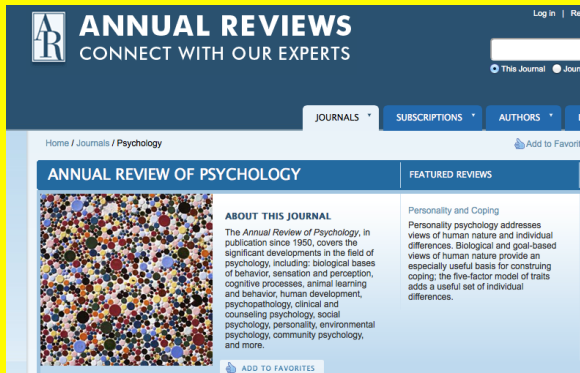 Log in | Re
AR
ANNUAL REVIEWS
CONNECT WITH OUR EXPERTS
This Journal Jour
JOURNALS SUBSCRIPTIONS AUTHORS
Home / Journals / Psychology
Add to Favorit
ANNUAL REVIEW OF PSYCHOLOGY
FEATURED REVIEWS
ABOUT THIS JOURNAL
The Annual Review of Psychology, in
publication since 1950, covers the
significant developments in the field of
psychology, including: biological bases
of behavior, sensation and perception,
cognitive processes, animal learning
and behavior, human development,
psychopathology, clinical and
counseling psychology, social
psychology, personality, environmental
psychology, community psychology,
and more.
ADD TO FAVORITES
Personality and Coping
Personality psychology addresses
views of human nature and individual
differences. Biological and goal-based
views of human nature provide an
especially useful basis for construing
coping; the five-factor model of traits
adds a useful set of individual
differences.